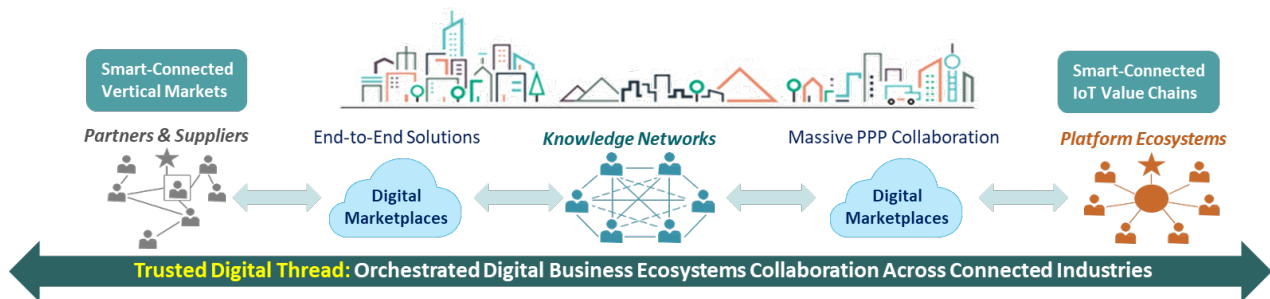 Smart-Connected
Vertical Markets
Smart-Connected
IoT Value Chains
Partners & Suppliers
End-to-End Solutions
Knowledge Networks
Massive PPP Collaboration
Platform Ecosystems
Digital
Marketplaces
Digital
Marketplaces
Trusted Digital Thread: Orchestrated Digital Business Ecosystems Collaboration Across Connected Industries